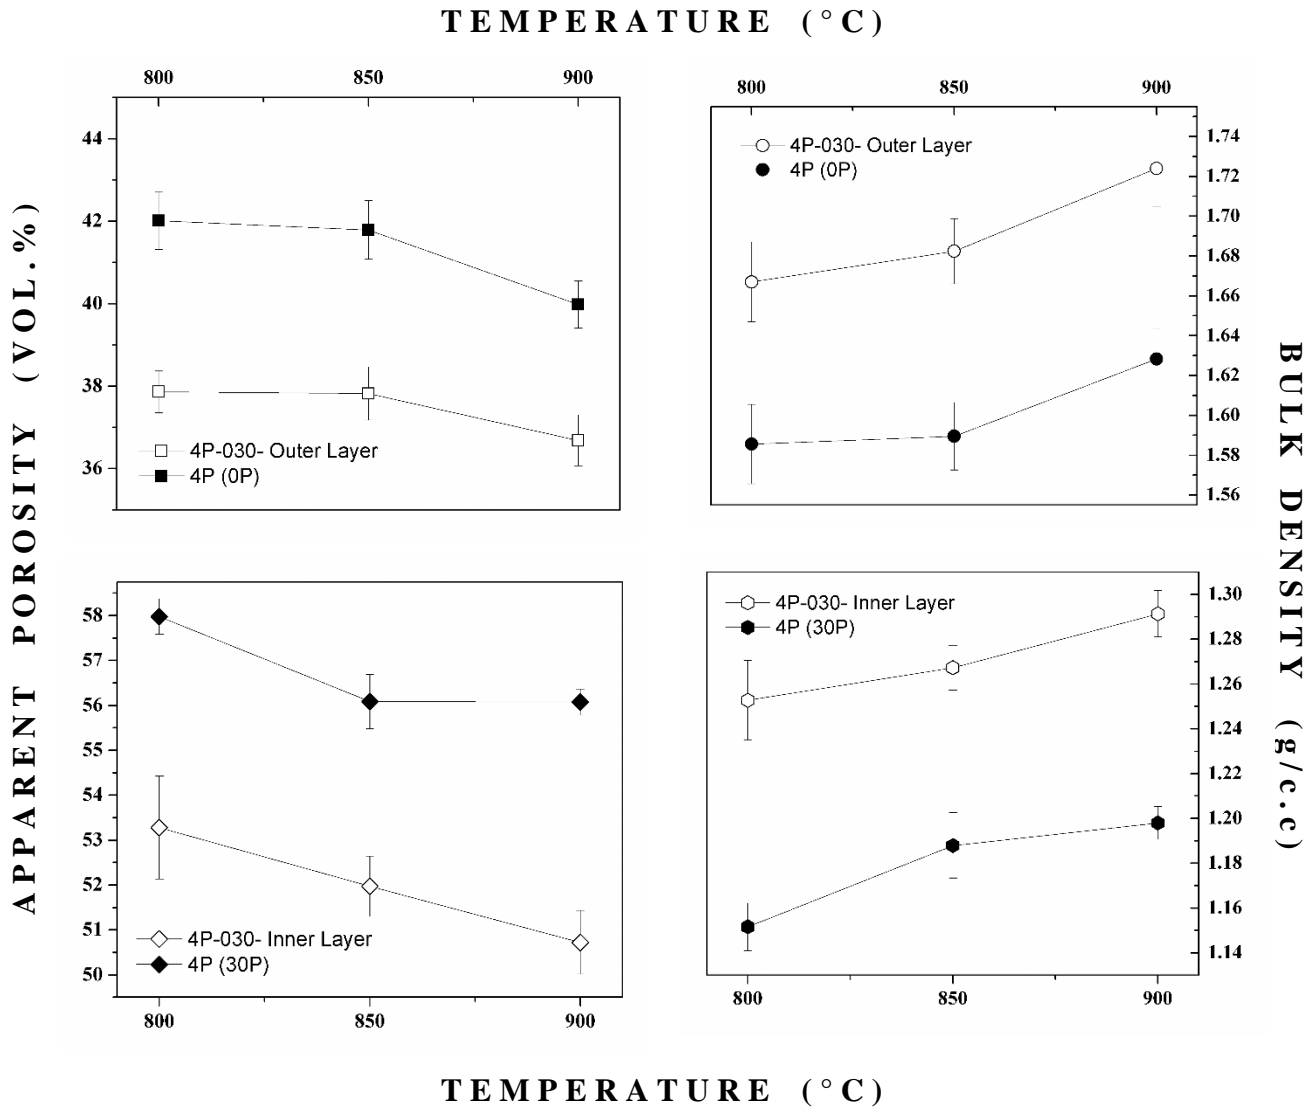 TEMPERATURE (°C)
800 850 900
44
42
40
38
36
4P-030- Outer Layer
4P (0P)
800 850 900
4P-030- Outer Layer
4P (0P)
1.74
1.72
1.70
1.68
1.66
1.64
1.62
1.60
1.58
1.56
APPARENT POROSITY (VOL.%)
BULK DENSITY (g/c.c)
58
57
56
55
54
53
52
51
50
4P-030- Inner Layer
4P (30P)
800 850 900
4P-030- Inner Layer
4P (30P)
1.30
1.28
1.26
1.24
1.22
1.20
1.18
1.16
1.14
800 850 900
TEMPERATURE (°C)